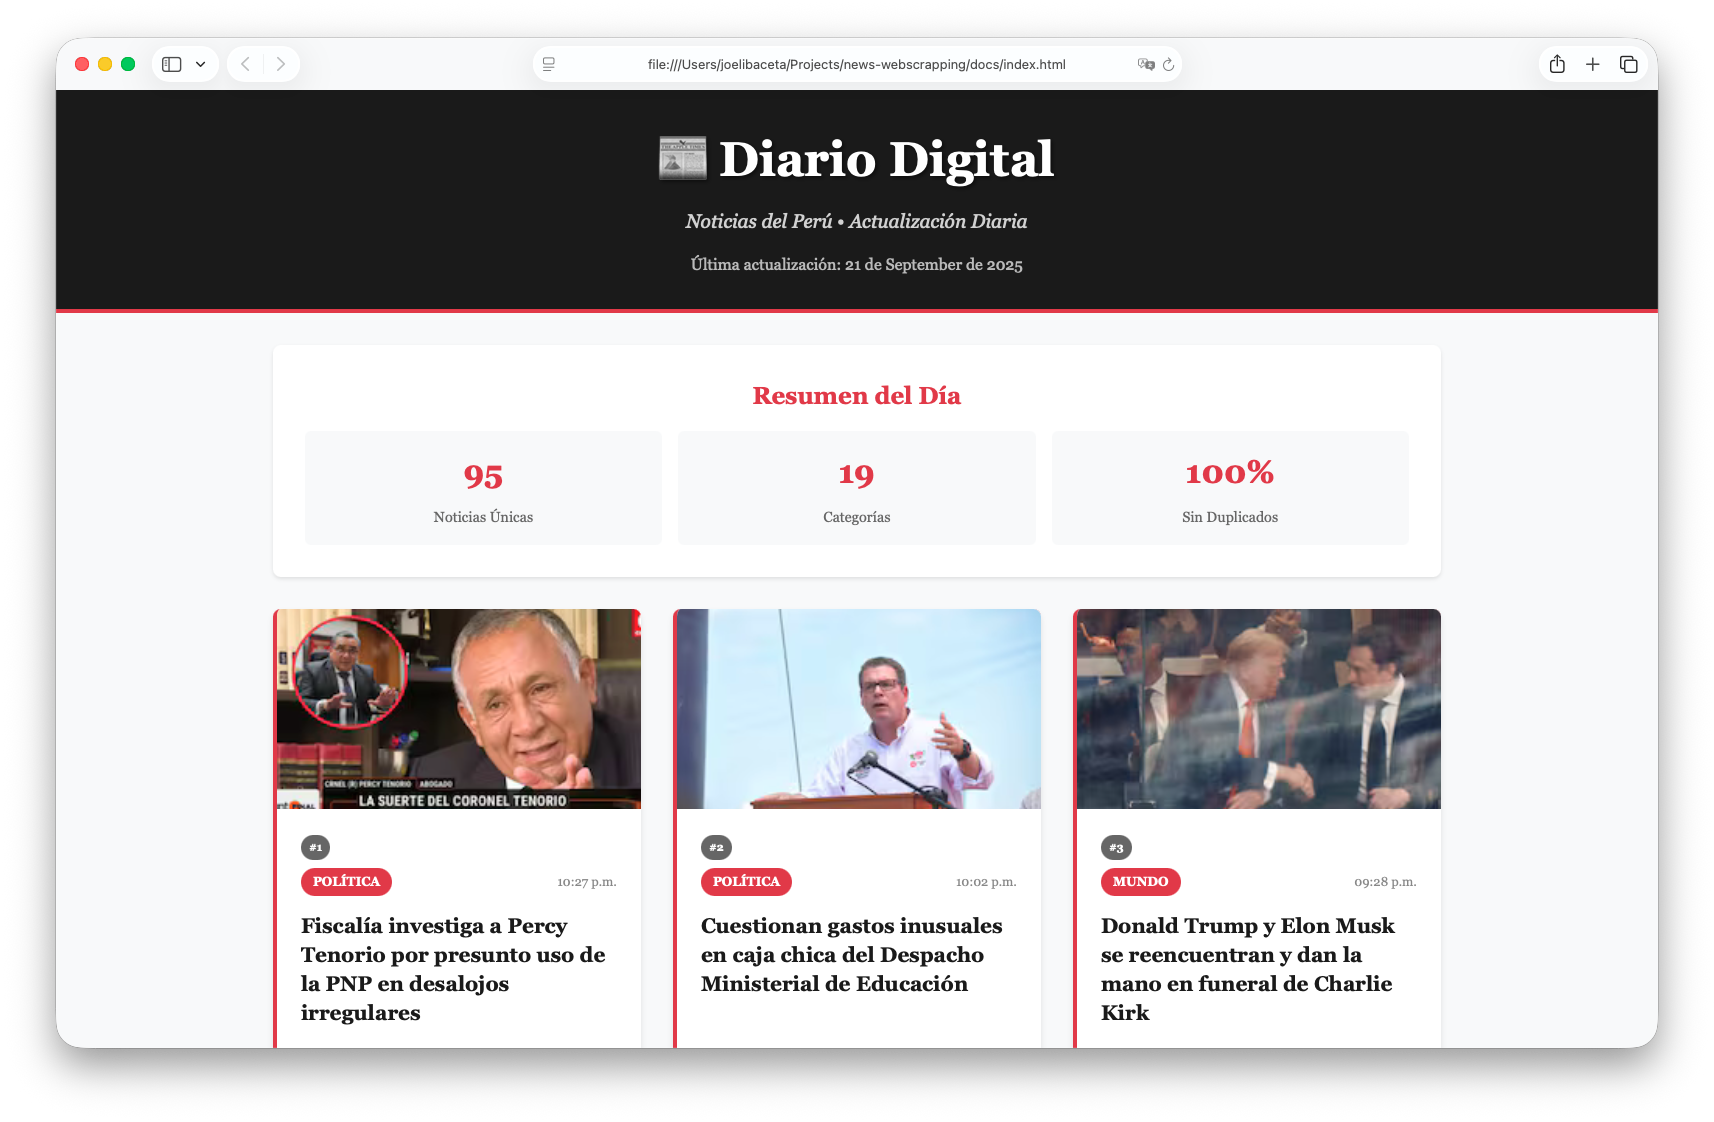 file:///Users/joelibaceta/Projects/news-webscrapping/docs/index.html
Diario Digital
Noticias del Perú • Actualización Diaria
Última actualización: 21 de September de 2025
Resumen del Día
95
Noticias Únicas
19
Categorías
100%
Sin Duplicados
CRNEL (R) PERCY TENORIO ABOGADO
LA SUERTE DEL CORONEL TENORIO
#1
POLÍTICA
10:27 p.m.
Fiscalía investiga a Percy
Tenorio por presunto uso de
la PNP en desalojos
irregulares
#2
POLÍTICA
10:02 p.m.
Cuestionan gastos inusuales
en caja chica del Despacho
Ministerial de Educación
#3
MUNDO
09:28 p.m.
Donald Trump y Elon Musk
se reencuentran y dan la
mano en funeral de Charlie
Kirk